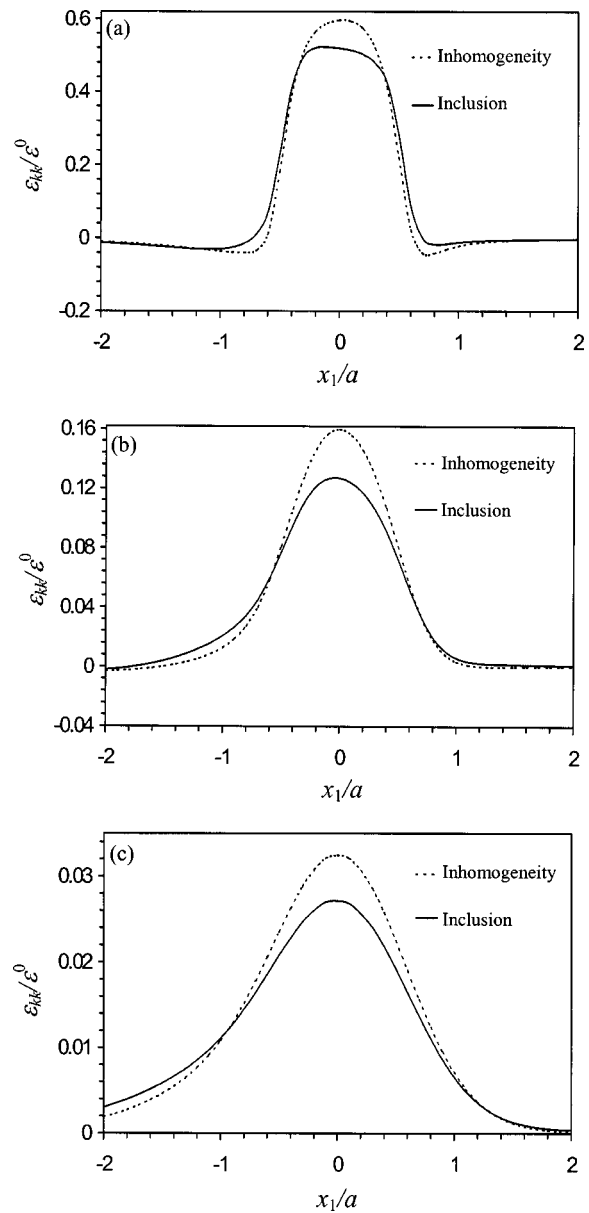 (a)
0.6
0.4
0.2
0
-0.2
εkk/ε⁰
Inhomogeneity
Inclusion
-2 -1 0 1 2
x₁/a
(b)
0.16
0.12
0.08
0.04
0
-0.04
εkk/ε⁰
Inhomogeneity
Inclusion
-2 -1 0 1 2
x₁/a
(c)
0.03
0.02
0.01
0
εkk/ε⁰
Inhomogeneity
Inclusion
-2 -1 0 1 2
x₁/a